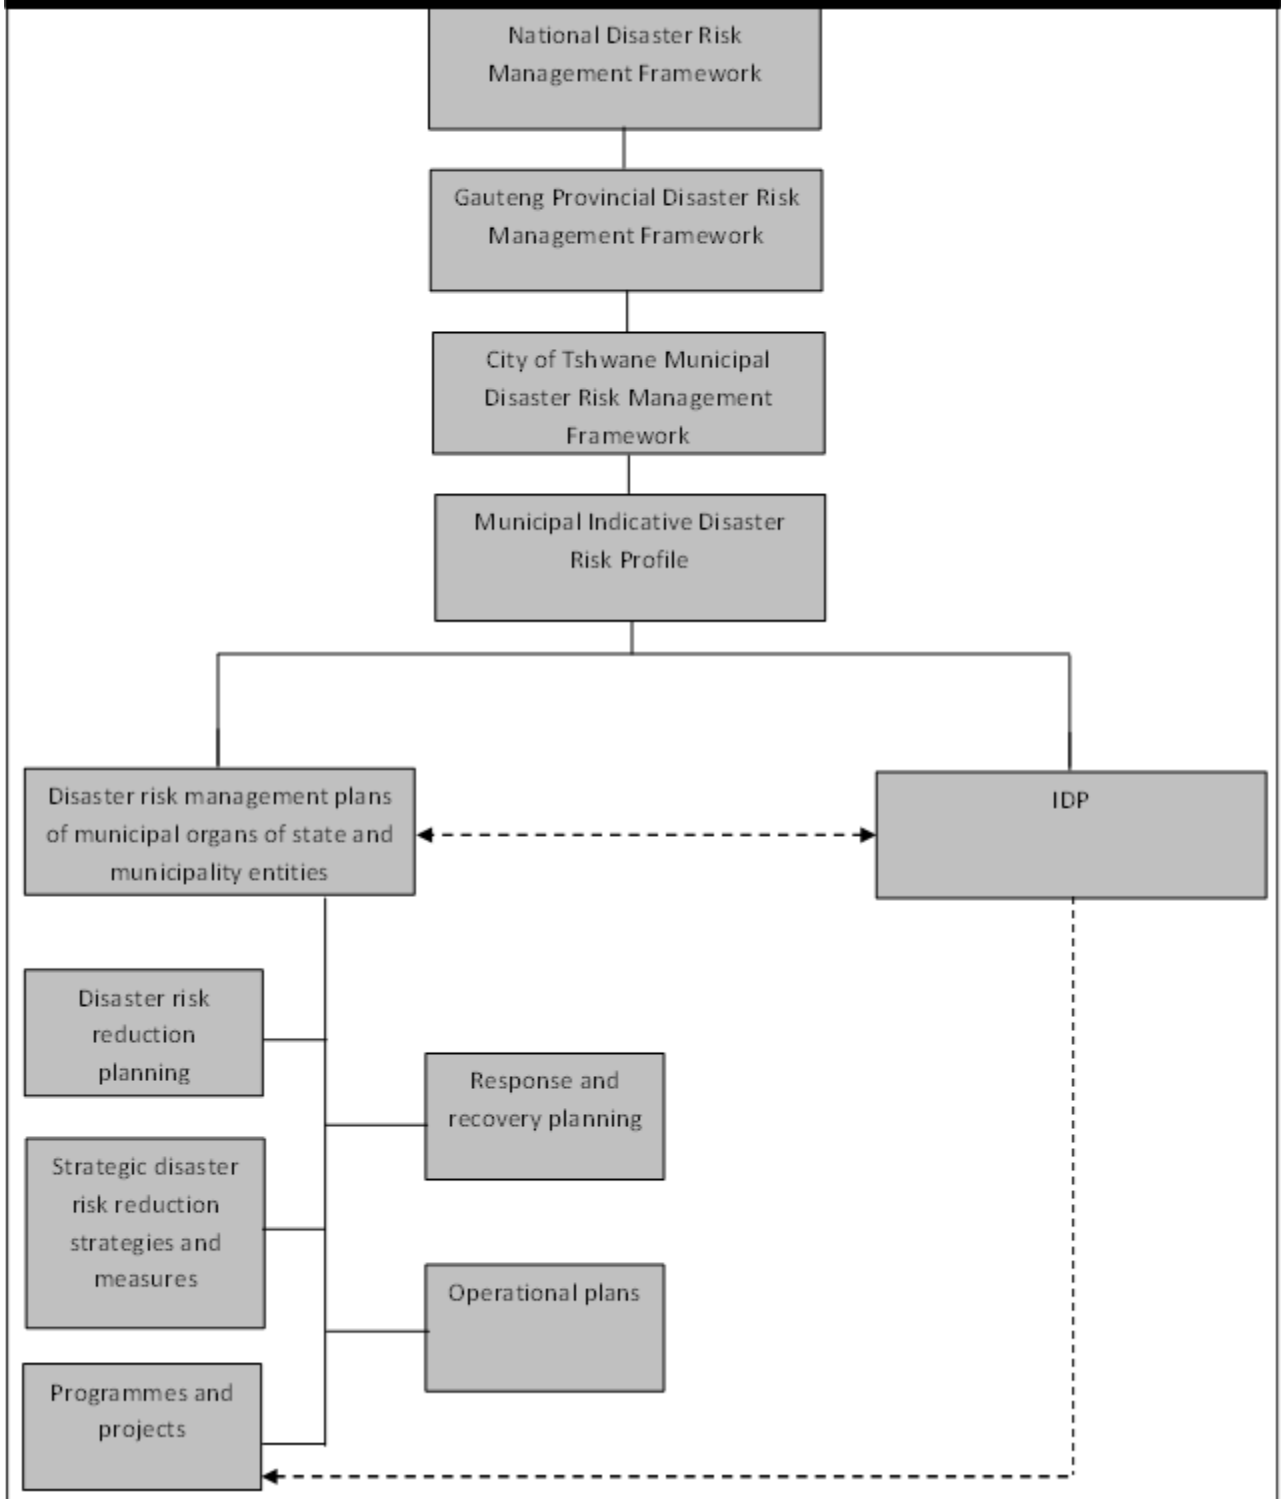 National Disaster Risk
Management Framework
Gauteng Provincial Disaster Risk
Management Framework
City of Tshwane Municipal
Disaster Risk Management
Framework
Municipal Indicative Disaster
Risk Profile
Disaster risk management plans
of municipal organs of state and
municipality entities
IDP
Disaster risk
reduction
planning
Response and
recovery planning
Strategic disaster
risk reduction
strategies and
measures
Operational plans
Programmes and
projects